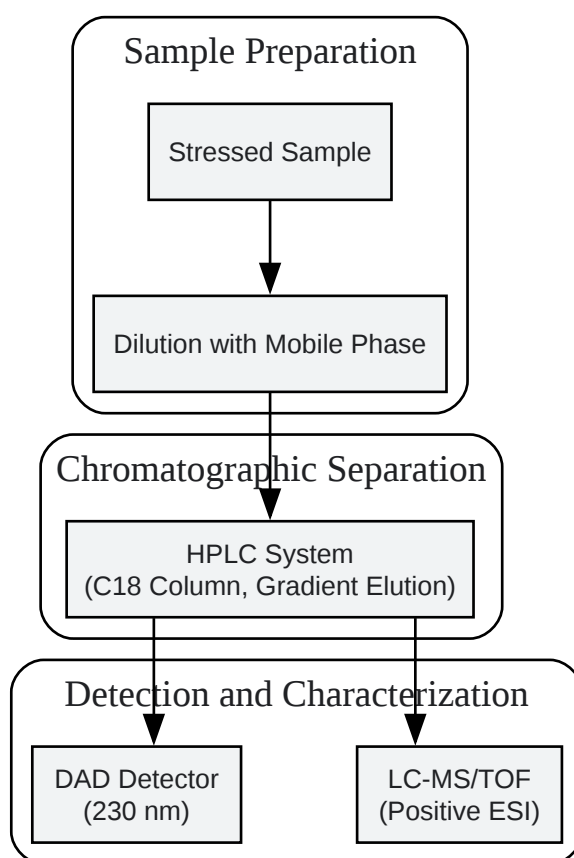 Sample Preparation
Stressed Sample
Dilution with Mobile Phase
Chromatographic Separation
HPLC System
(C18 Column, Gradient Elution)
Detection and Characterization
DAD Detector
(230 nm)
LC-MS/TOF
(Positive ESI)